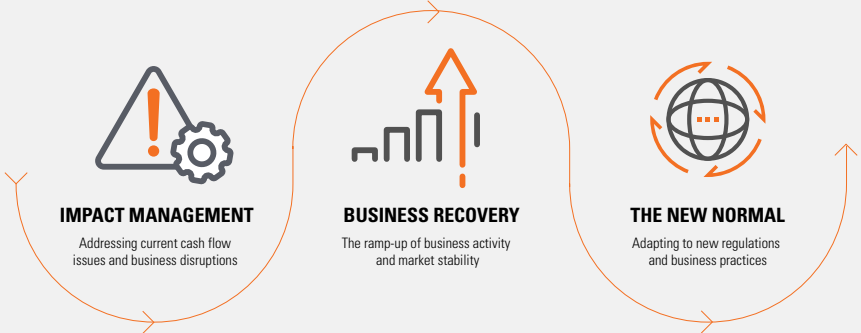 IMPACT MANAGEMENT
Addressing current cash flow
issues and business disruptions
BUSINESS RECOVERY
The ramp-up of business activity
and market stability
THE NEW NORMAL
Adapting to new regulations
and business practices